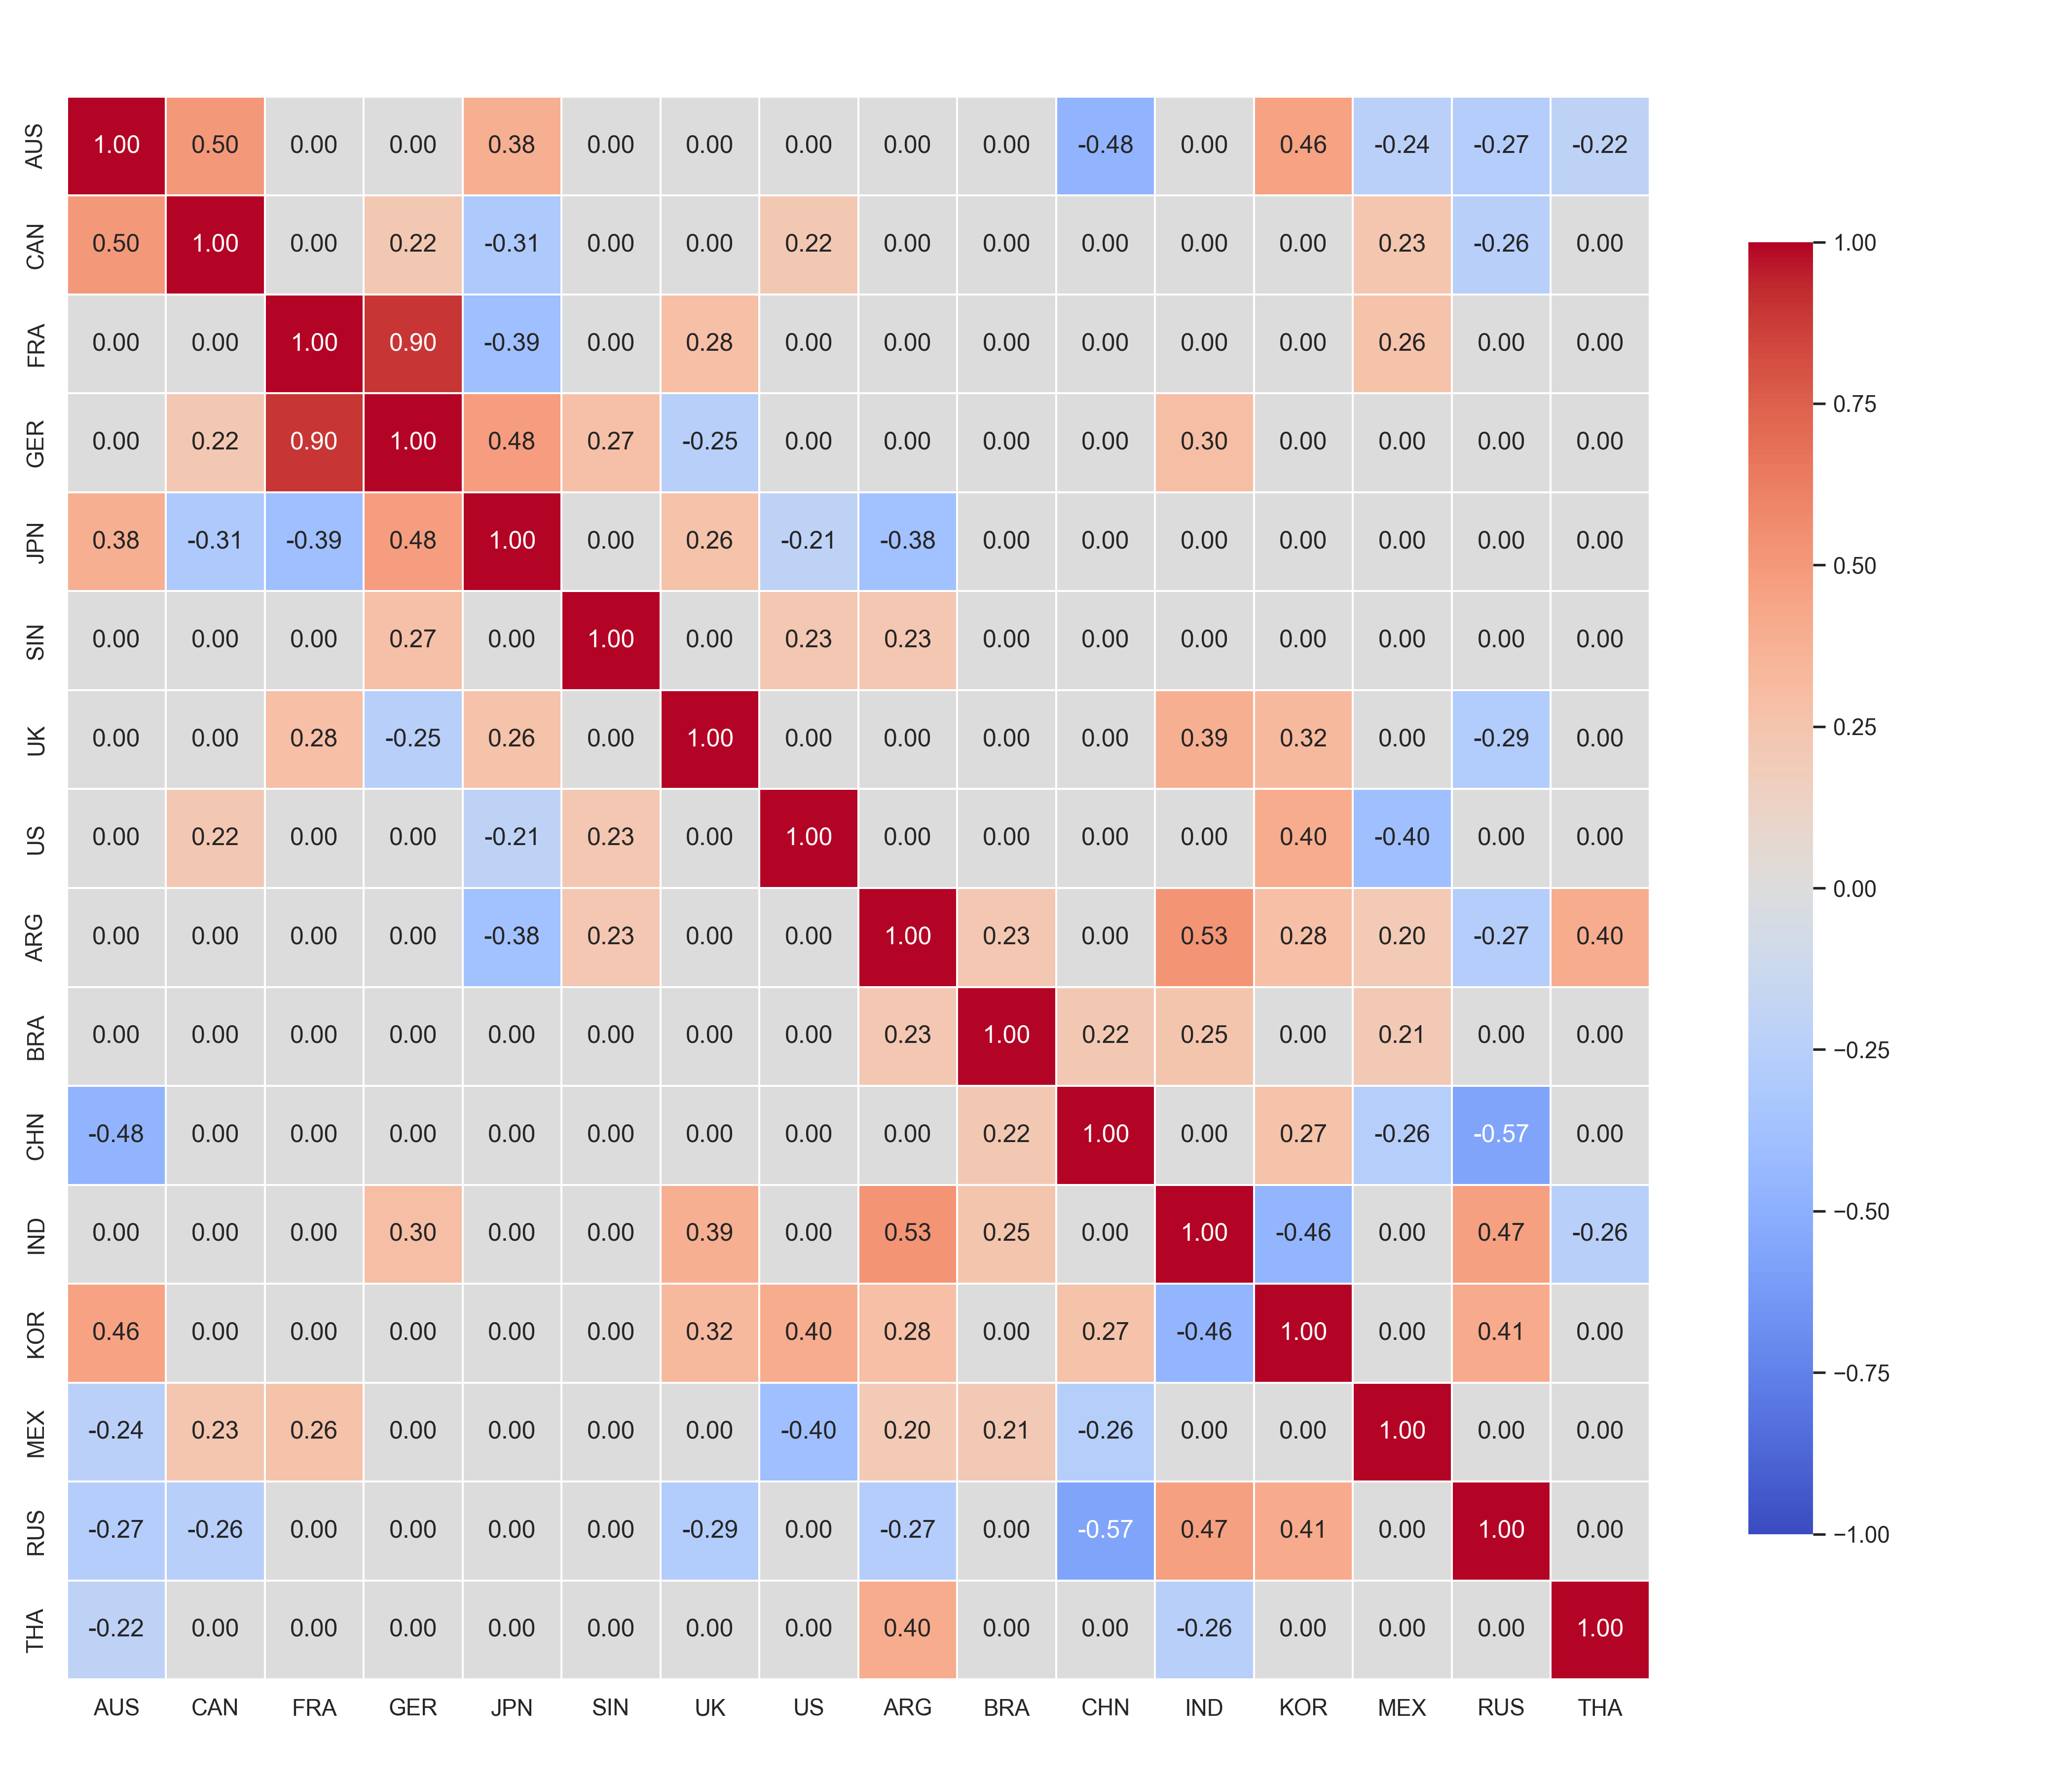 AUS 1.00 0.50 0.00 0.00 0.38 0.00 0.00 0.00 0.00 0.00 -0.48 0.00 0.46 -0.24 -0.27 -0.22
CAN 0.50 1.00 0.00 0.22 -0.31 0.00 0.00 0.22 0.00 0.00 0.00 0.00 0.00 0.23 -0.26 0.00
FRA 0.00 0.00 1.00 0.90 -0.39 0.00 0.28 0.00 0.00 0.00 0.00 0.00 0.00 0.26 0.00 0.00
GER 0.00 0.22 0.90 1.00 0.48 0.27 -0.25 0.00 0.00 0.00 0.00 0.30 0.00 0.00 0.00 0.00
JPN 0.38 -0.31 -0.39 0.48 1.00 0.00 0.26 -0.21 -0.38 0.00 0.00 0.00 0.00 0.00 0.00 0.00
SIN 0.00 0.00 0.00 0.27 0.00 1.00 0.00 0.23 0.23 0.00 0.00 0.00 0.00 0.00 0.00 0.00
UK 0.00 0.00 0.28 -0.25 0.26 0.00 1.00 0.00 0.00 0.00 0.00 0.39 0.32 0.00 -0.29 0.00
US 0.00 0.22 0.00 0.00 -0.21 0.23 0.00 1.00 0.00 0.00 0.00 0.00 0.40 -0.40 0.00 0.00
ARG 0.00 0.00 0.00 0.00 -0.38 0.23 0.00 0.00 1.00 0.23 0.00 0.53 0.28 0.20 -0.27 0.40
BRA 0.00 0.00 0.00 0.00 0.00 0.00 0.00 0.00 0.23 1.00 0.22 0.25 0.00 0.21 0.00 0.00
CHN -0.48 0.00 0.00 0.00 0.00 0.00 0.00 0.00 0.00 0.22 1.00 0.00 0.27 -0.26 -0.57 0.00
IND 0.00 0.00 0.00 0.30 0.00 0.00 0.39 0.00 0.53 0.25 0.00 1.00 -0.46 0.00 0.47 -0.26
KOR 0.46 0.00 0.00 0.00 0.00 0.00 0.32 0.40 0.28 0.00 0.27 -0.46 1.00 0.00 0.41 0.00
MEX -0.24 0.23 0.26 0.00 0.00 0.00 0.00 -0.40 0.20 0.21 -0.26 0.00 0.00 1.00 0.00 0.00
RUS -0.27 -0.26 0.00 0.00 0.00 0.00 -0.29 0.00 -0.27 0.00 -0.57 0.47 0.41 0.00 1.00 0.00
THA -0.22 0.00 0.00 0.00 0.00 0.00 0.00 0.00 0.40 0.00 0.00 -0.26 0.00 0.00 0.00 1.00
AUS CAN FRA GER JPN SIN UK US ARG BRA CHN IND KOR MEX RUS THA
1.00
0.75
0.50
0.25
0.00
−0.25
−0.50
−0.75
−1.00